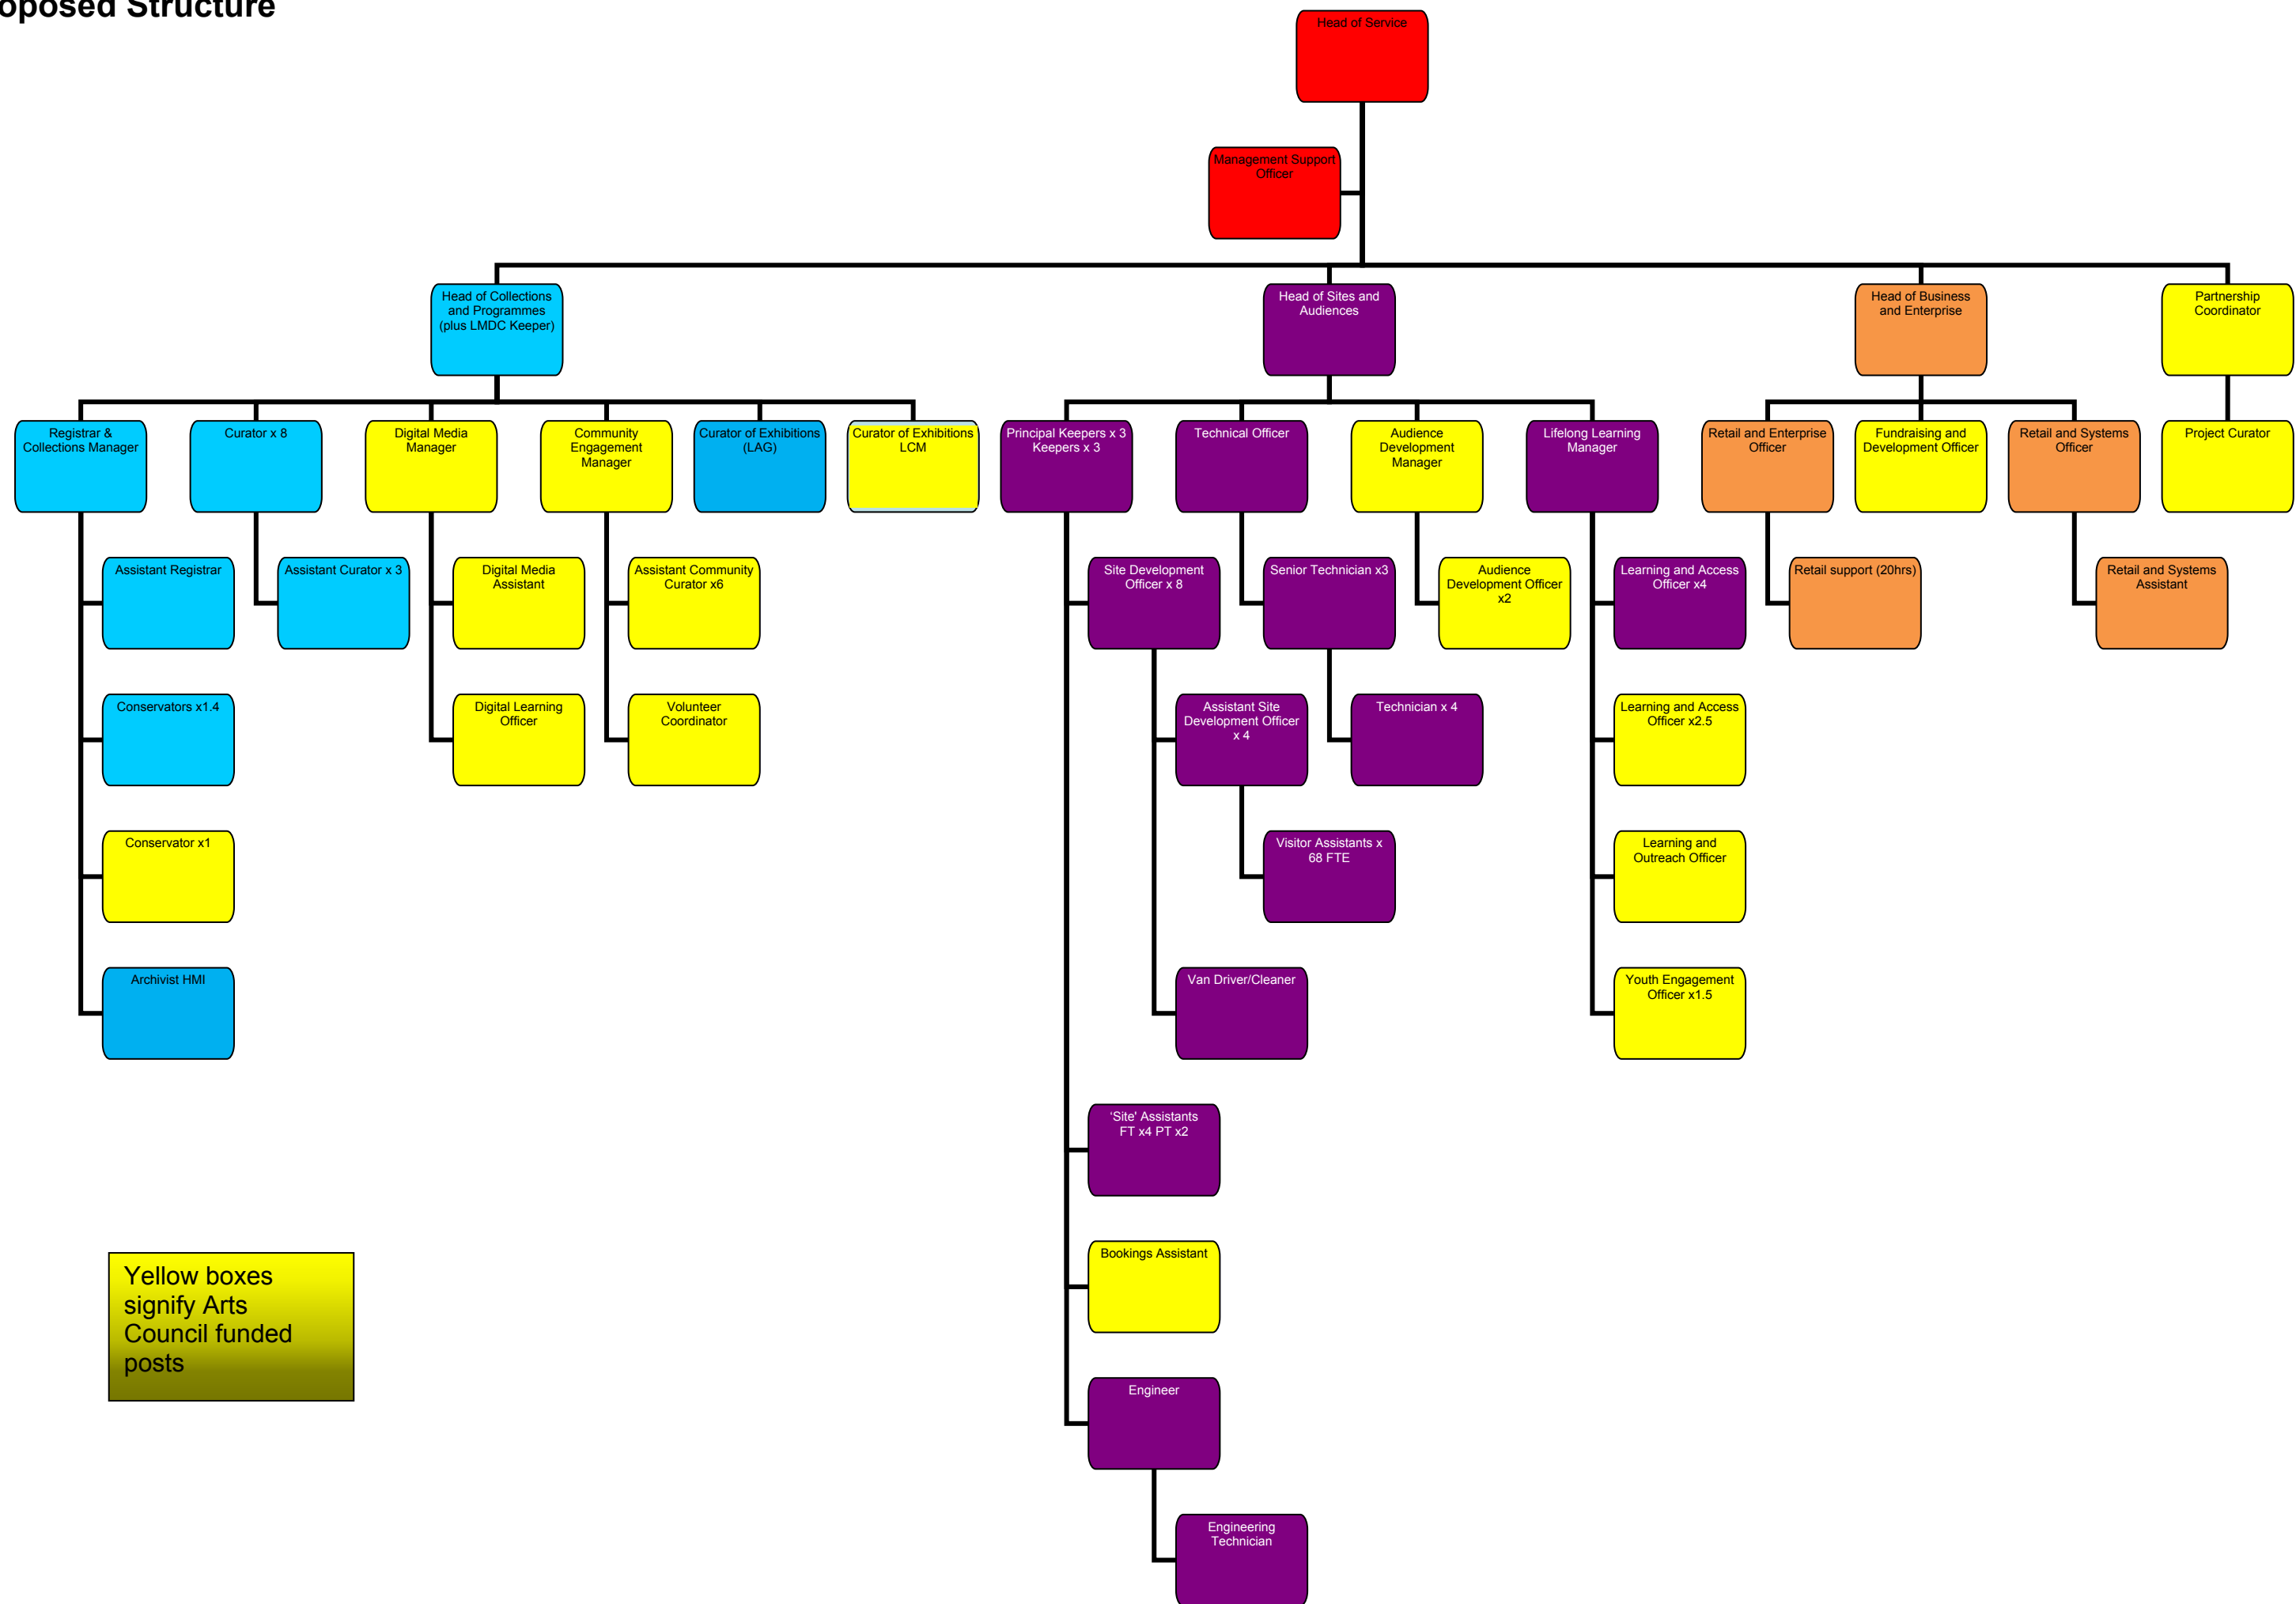 oposed Structure
Head of Service
Management Support
Officer
Head of Collections
and Programmes
(plus LMDC Keeper)
Head of Sites and
Audiences
Head of Business
and Enterprise
Partnership
Coordinator
Registrar &
Collections Manager
Curator x 8
Digital Media
Manager
Community
Engagement
Manager
Curator of Exhibitions
(LAG)
Curator of Exhibitions
LCM
Principal Keepers x 3
Keepers x 3
Technical Officer
Audience
Development
Manager
Lifelong Learning
Manager
Retail and Enterprise
Officer
Fundraising and
Development Officer
Retail and Systems
Officer
Project Curator
Assistant Registrar
Assistant Curator x 3
Digital Media
Assistant
Assistant Community
Curator x6
Site Development
Officer x 8
Senior Technician x3
Audience
Development Officer
x2
Learning and Access
Officer x4
Retail support (20hrs)
Retail and Systems
Assistant
Conservators x1.4
Digital Learning
Officer
Volunteer
Coordinator
Assistant Site
Development Officer
x 4
Technician x 4
Learning and Access
Officer x2.5
Conservator x1
Visitor Assistants x
68 FTE
Learning and
Outreach Officer
Archivist HMI
Van Driver/Cleaner
Youth Engagement
Officer x1.5
‘Site' Assistants
FT x4 PT x2
Bookings Assistant
Yellow boxes
signify Arts
Council funded
posts
Engineer
Engineering
Technician